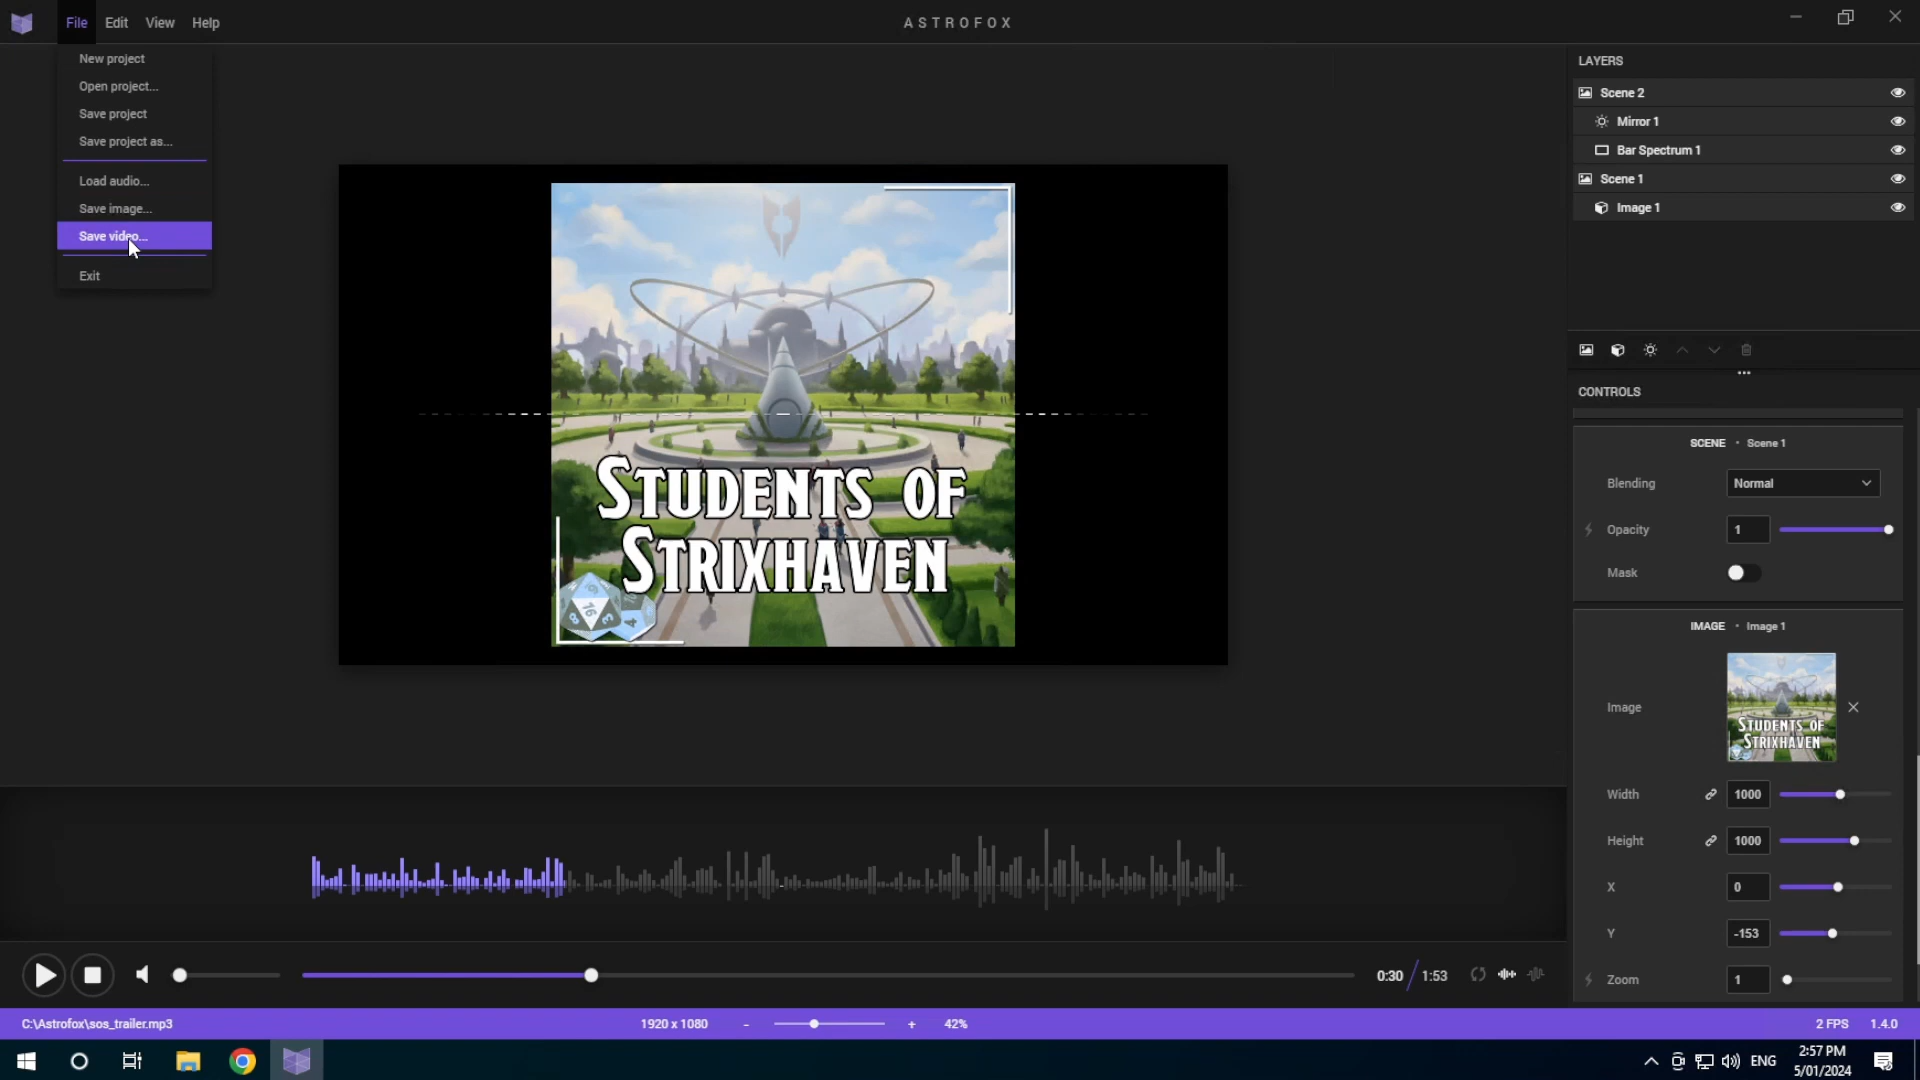 File Edit View Help
ASTROFOX
New project
Open project...
Save project
Save project as...
Load audio...
Save image...
Save video...
Exit
STUDENTS OF
STRIXHAVEN
16
8
3
4
LAYERS
Scene 2
Mirror 1
Bar Spectrum 1
Scene 1
Image 1
CONTROLS
SCENE • Scene 1
Blending Normal
Opacity 1
Mask
IMAGE • Image 1
Image
STUDENTS OF
STRIXHAVEN
Width 1000
Height 1000
X 0
Y -153
Zoom 1
0:30 / 1:53
C:\Astrofox\sos_trailer.mp3 1920 x 1080 - + 42% 2 FPS 1.4.0
ENG
2:57 PM
5/01/2024